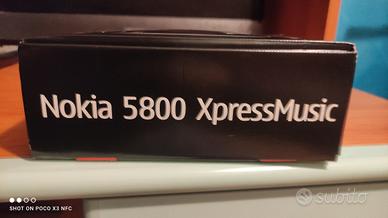 Nokia 5800 XpressMusic
SHOT ON POCO X3 NFC
subito